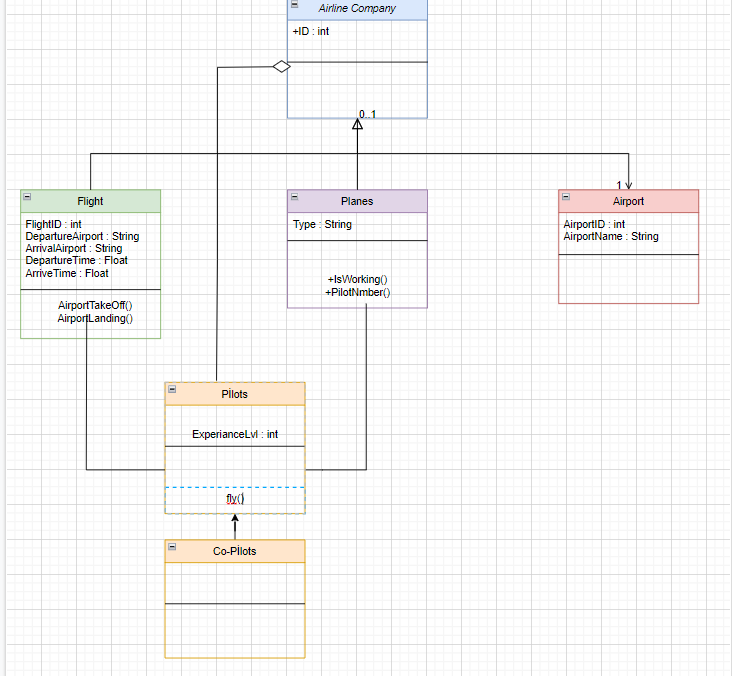 Airline Company
+ID : int
0..1
1
Flight
FlightID : int
DepartureAirport : String
ArrivalAirport : String
DepartureTime : Float
ArriveTime : Float
AirportTakeOff()
AirportLanding()
Planes
Type : String
+IsWorking()
+PilotNmber()
Airport
AirportID : int
AirportName : String
Pilots
ExperianceLvl : int
fly()
Co-Pilots